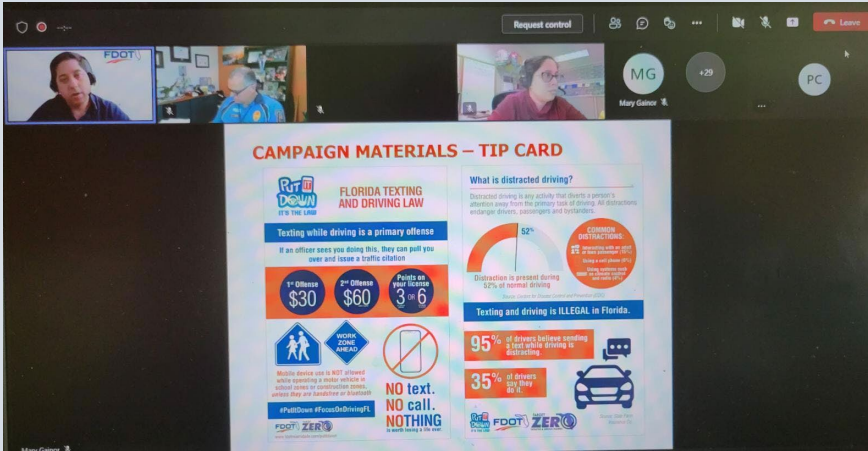 Request control
Leave
FDOT
MG
+29
PC
Mary Gainor
CAMPAIGN MATERIALS – TIP CARD
PUT IT
DOWN
IT'S THE LAW
FLORIDA TEXTING
AND DRIVING LAW
Texting while driving is a primary offense
If an officer sees you doing this, they can pull you
over and issue a traffic citation
1st Offense
$30
2nd Offense
$60
Points on
your license
3 OR 6
WORK
ZONE
AHEAD
Mobile device use is NOT allowed
while operating a motor vehicle in
school zones or construction zones,
unless they are handsfree or bluetooth
NO text.
NO call.
NOTHING
is worth losing a life over.
#PutItDown #FocusOnDrivingFL
FDOT
ZERO
What is distracted driving?
Distracted driving is any activity that diverts a person's
attention away from the primary task of driving. All distractions
endanger drivers, passengers and bystanders.
52%
Distraction is present during
52% of normal driving
COMMON
DISTRACTIONS:
Using a cell phone
Texting and driving is ILLEGAL in Florida.
95% of drivers believe sending
a text while driving is
distracting.
35% of drivers
say they
do it.
PUT IT
DOWN
IT'S THE LAW
FDOT
TARGET
ZERO
Mary Gainor